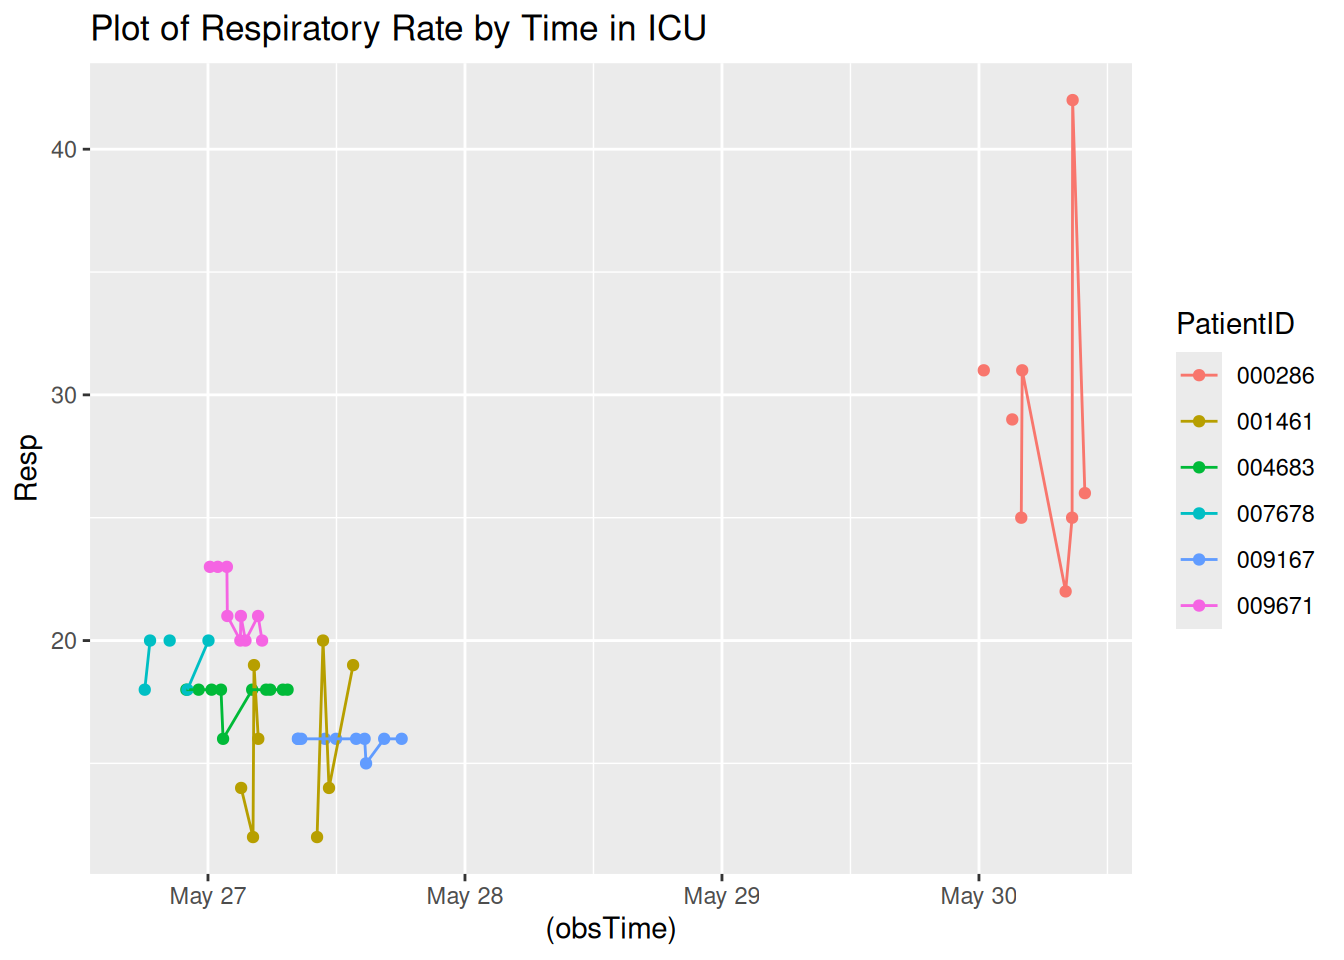 Plot of Respiratory Rate by Time in ICU
Resp
40
30
20
May 27
May 28
May 29
May 30
(obsTime)
PatientID
000286
001461
004683
007678
009167
009671